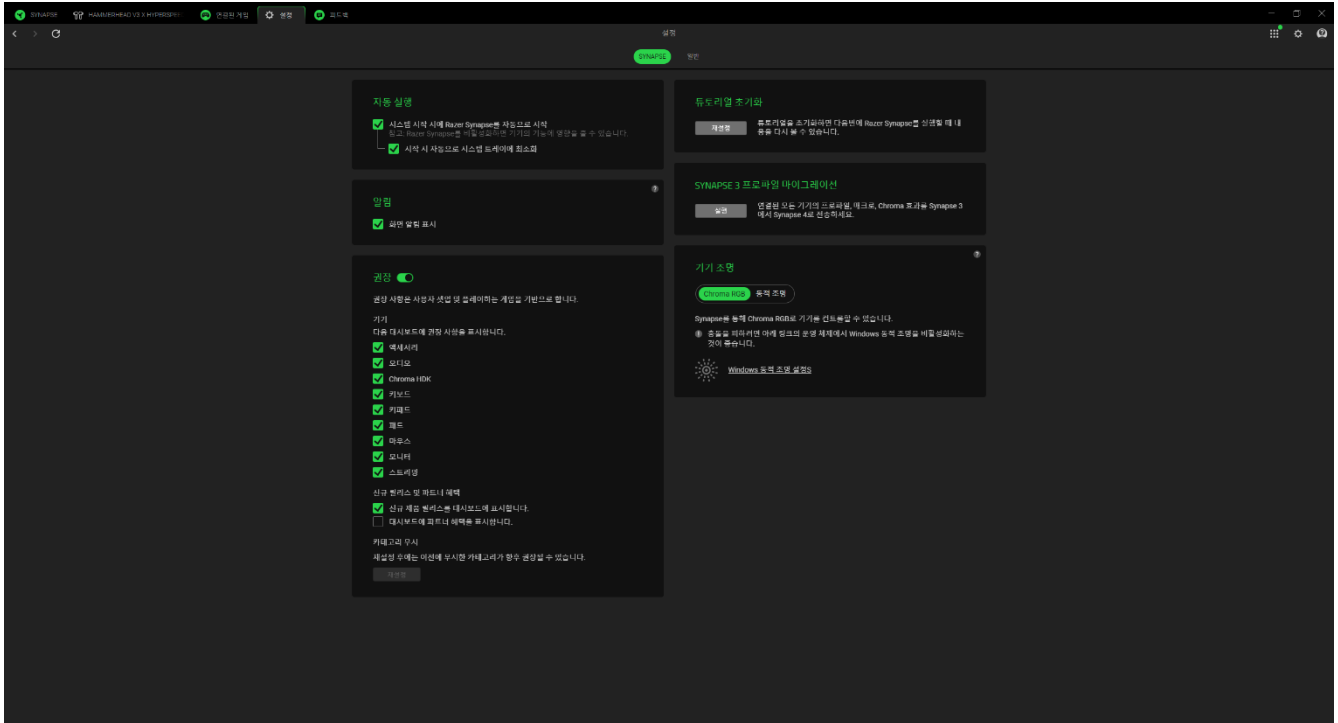 SYNAPSE
HAMMERHEAD V3 X HYPERSPE
연결된 게임
설정
피드백
설정
SYNAPSE
일반
자동 실행
시스템 시작 시에 Razer Synapse를 자동으로 시작
참고: Razer Synapse를 비활성화하면 기기의 기능에 영향을 줄 수 있습니다.
시작 시 자동으로 시스템 트레이에 최소화
알림
화면 알림 표시
권장
권장 사항은 사용자 셋업 및 플레이하는 게임을 기반으로 합니다.
기기
다음 대시보드에 권장 사항을 표시합니다.
액세서리
오디오
Chroma HDK
키보드
키패드
패드
마우스
모니터
스트리밍
신규 릴리스 및 파트너 혜택
신규 제품 릴리스를 대시보드에 표시합니다.
대시보드에 파트너 혜택을 표시합니다.
카테고리 무시
재설정 후에는 이전에 무시한 카테고리가 향후 권장될 수 있습니다.
재설정
튜토리얼 초기화
재설정
튜토리얼을 초기화하면 다음번에 Razer Synapse를 실행할 때 내
용을 다시 볼 수 있습니다.
SYNAPSE 3 프로파일 마이그레이션
실행
연결된 모든 기기의 프로파일, 매크로, Chroma 효과를 Synapse 3
에서 Synapse 4로 전송하세요.
기기 조명
Chroma RGB
동적 조명
Synapse를 통해 Chroma RGB로 기기를 컨트롤할 수 있습니다.
충돌을 피하려면 아래 링크의 운영 체제에서 Windows 동적 조명을 비활성화하는
것이 좋습니다.
Windows 동적 조명 설정S